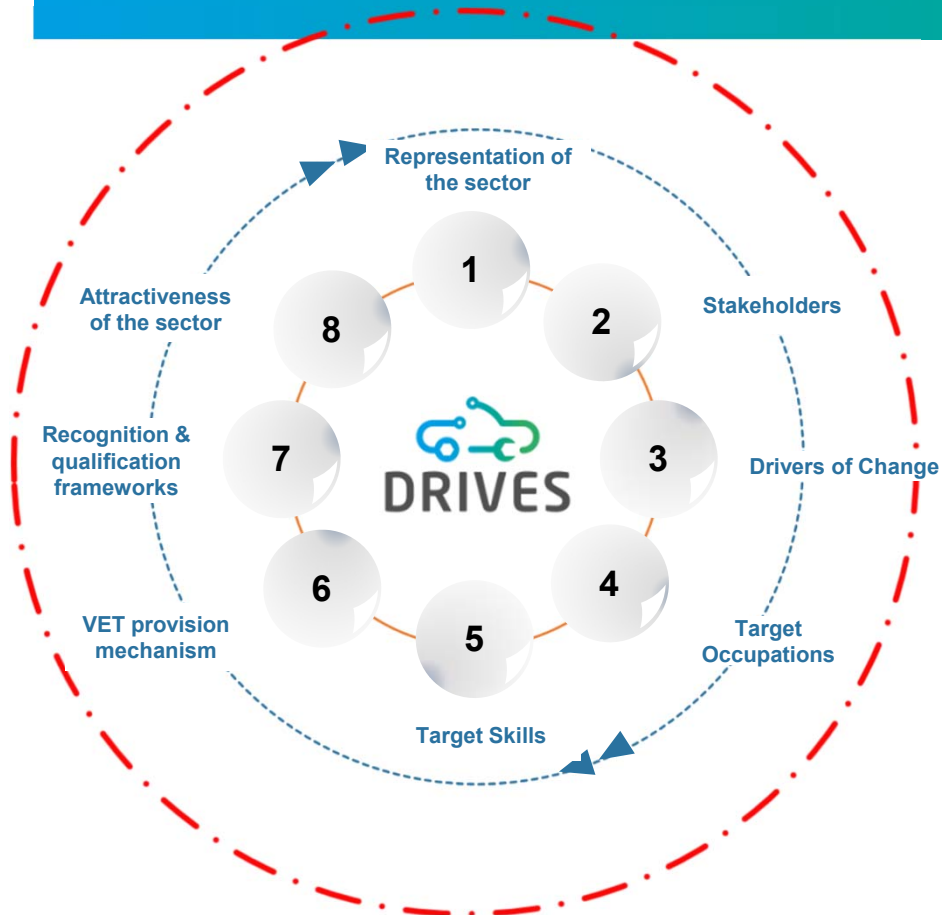 Representation of
the sector
1
2
Stakeholders
3
Drivers of Change
4
Target
Occupations
5
Target Skills
6
VET provision
mechanism
7
Recognition &
qualification
frameworks
8
Attractiveness
of the sector
DRIVES